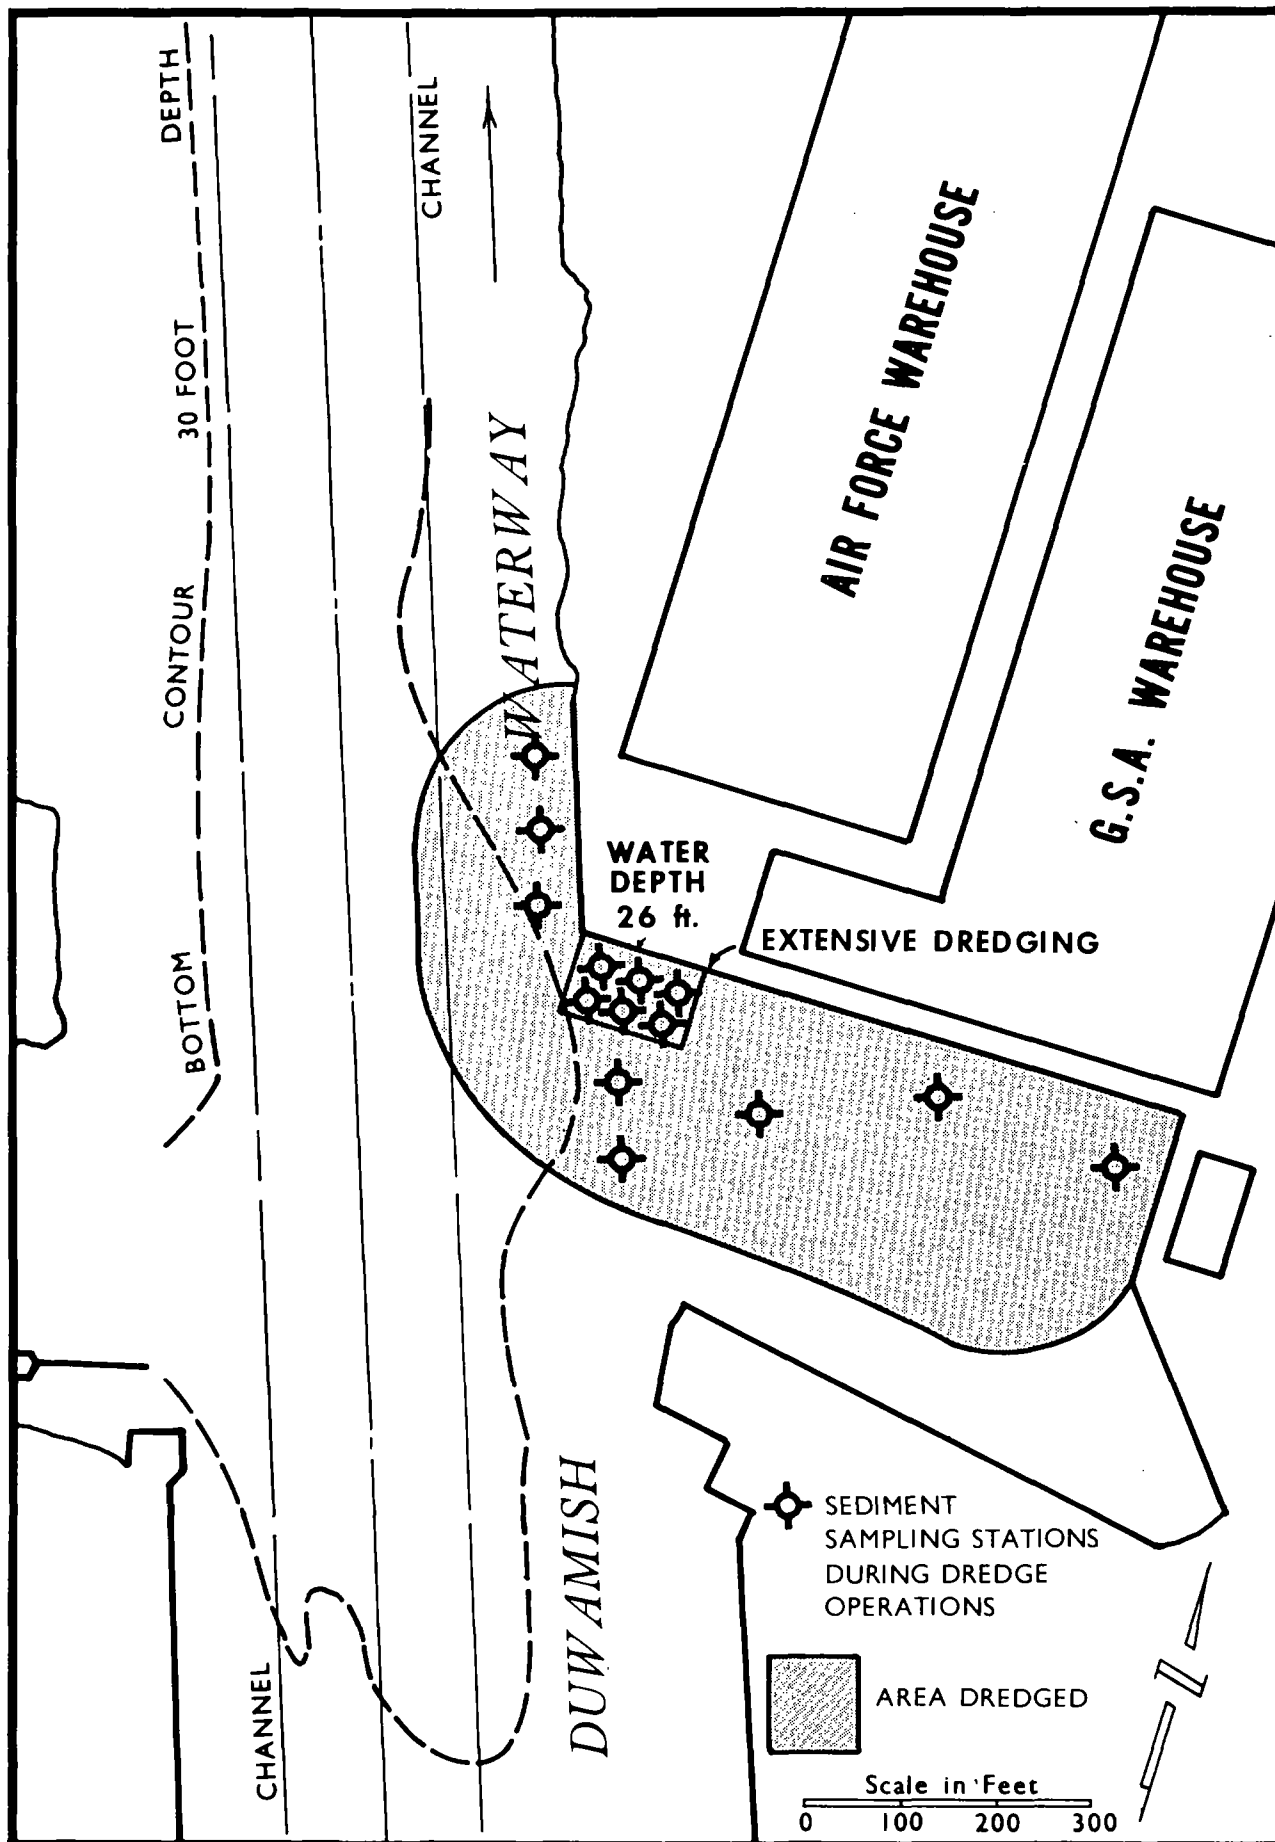 DEPTH
30 FOOT
CONTOUR
BOTTOM
CHANNEL
CHANNEL
WATERWAY
DUWAMISH
AIR FORCE WAREHOUSE
G.S.A. WAREHOUSE
WATER
DEPTH
26 ft.
EXTENSIVE DREDGING
SEDIMENT
SAMPLING STATIONS
DURING DREDGE
OPERATIONS
AREA DREDGED
N
Scale in Feet
0 100 200 300